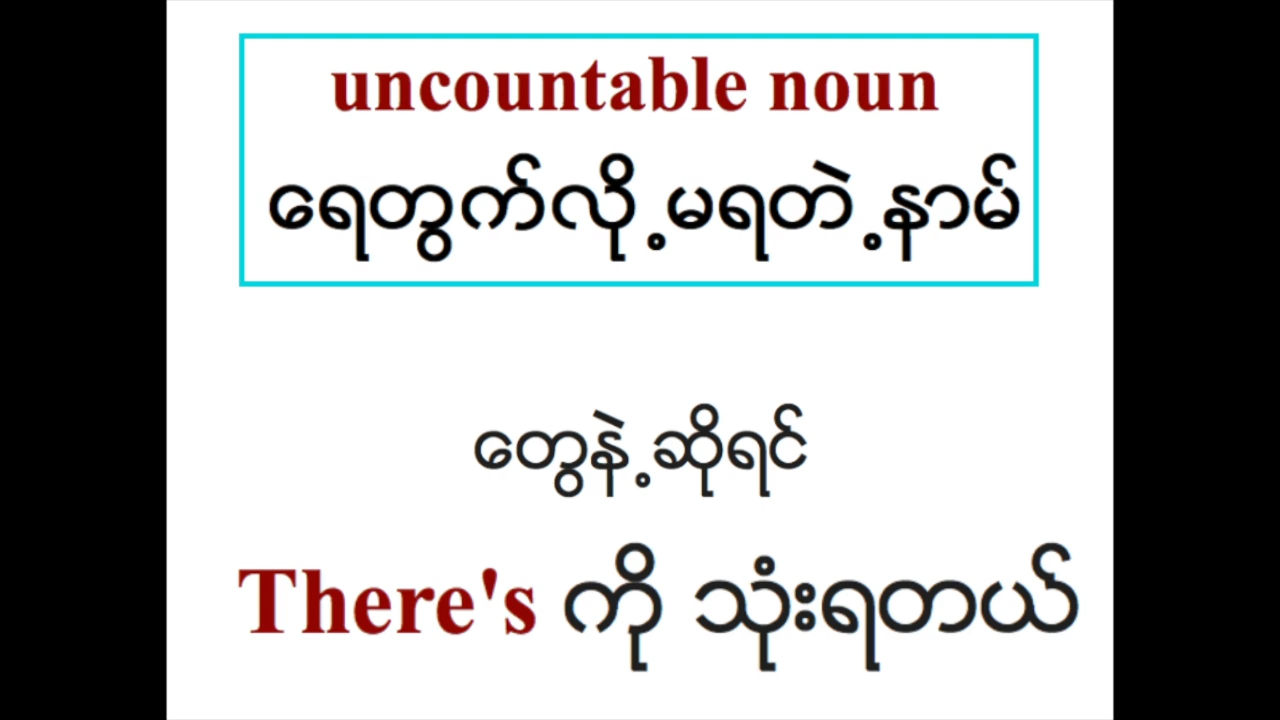 uncountable noun
ရေတွက်လို့မရတဲ့နာမ်
တွေနဲ့ဆိုရင်
There's ကို သုံးရတယ်